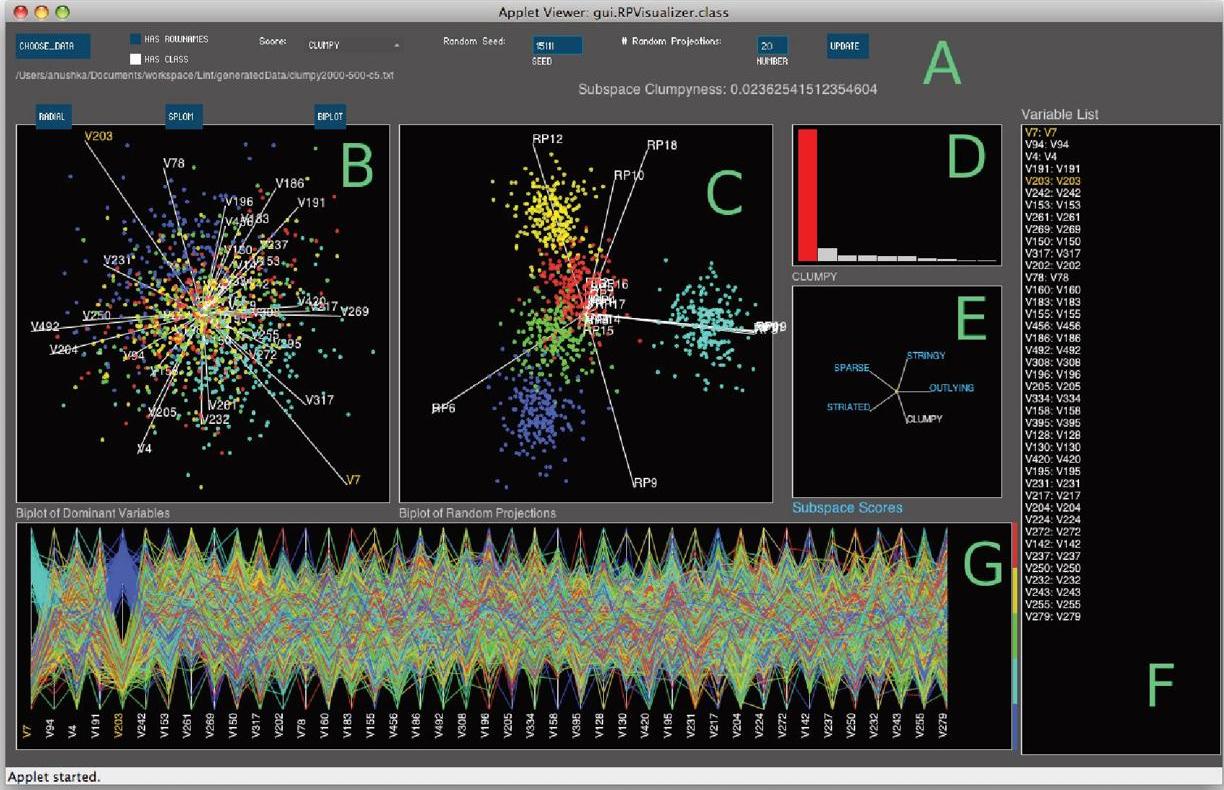 Applet Viewer: gui.RPVisualizer.class
CHOOSE_DATA
HAS ROWNAMES
HAS CLASS
Score:
CLUMPY
Random Seed:
SEED
# Random Projections:
20
NUMBER
UPDATE
A
/Users/anushka/Documents/workspace/Lint/generatedData/clumpy2000-500-c5.txt
Subspace Clumpyness: 0.02362541512354604
RADIAL
SPLOM
BIPLOT
B
V203
V78
V186
V196
V191
V237
V231
V250
V492
V204
V94
V205
V4
V232
V317
V269
V272
V7
Biplot of Dominant Variables
C
RP12
RP18
RP10
RP15
RP6
RP9
Biplot of Random Projections
D
CLUMPY
E
STRINGY
SPARSE
OUTLYING
STRIATED
CLUMPY
Subspace Scores
Variable List
V7: V7
V94: V94
V4: V4
V191: V191
V203: V203
V242: V242
V153: V153
V261: V261
V269: V269
V150: V150
V317: V317
V202: V202
V78: V78
V160: V160
V183: V183
V155: V155
V456: V456
V186: V186
V492: V492
V308: V308
V196: V196
V205: V205
V334: V334
V158: V158
V395: V395
V128: V128
V130: V130
V420: V420
V195: V195
V231: V231
V217: V217
V204: V204
V224: V224
V272: V272
V142: V142
V237: V237
V250: V250
V232: V232
V243: V243
V255: V255
V279: V279
F
G
V7
V94
V4
V191
V203
V242
V153
V261
V269
V150
V317
V202
V78
V160
V183
V155
V456
V186
V492
V308
V196
V205
V334
V158
V395
V128
V130
V420
V195
V231
V217
V204
V224
V272
V142
V237
V250
V232
V243
V255
V279
Applet started.